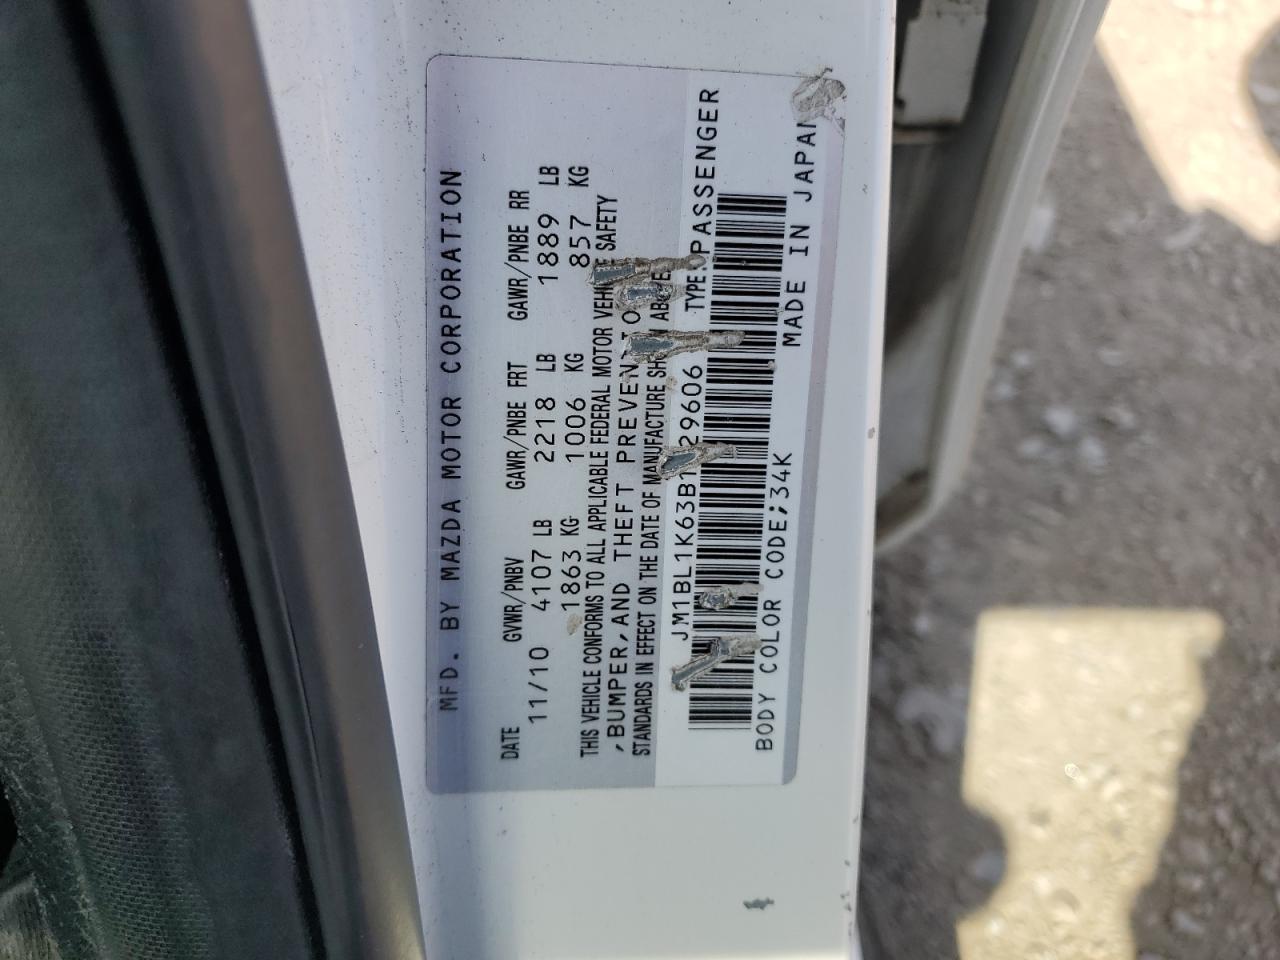 MFD. BY MAZDA MOTOR CORPORATION
DATE GVWR/PNBV GAWR/PNBE FRT GAWR/PNBE RR
11/10 4107 LB 2218 LB 1889 LB
1863 KG 1006 KG 857 KG
THIS VEHICLE CONFORMS TO ALL APPLICABLE FEDERAL MOTOR SAFETY
,BUMPER,AND THEFT PREVENT
STANDARDS IN EFFECT ON THE DATE OF MANUFACTURE ABOVE
TYPE: PASSENGER
BODY COLOR CODE;34K MADE IN JAPAN